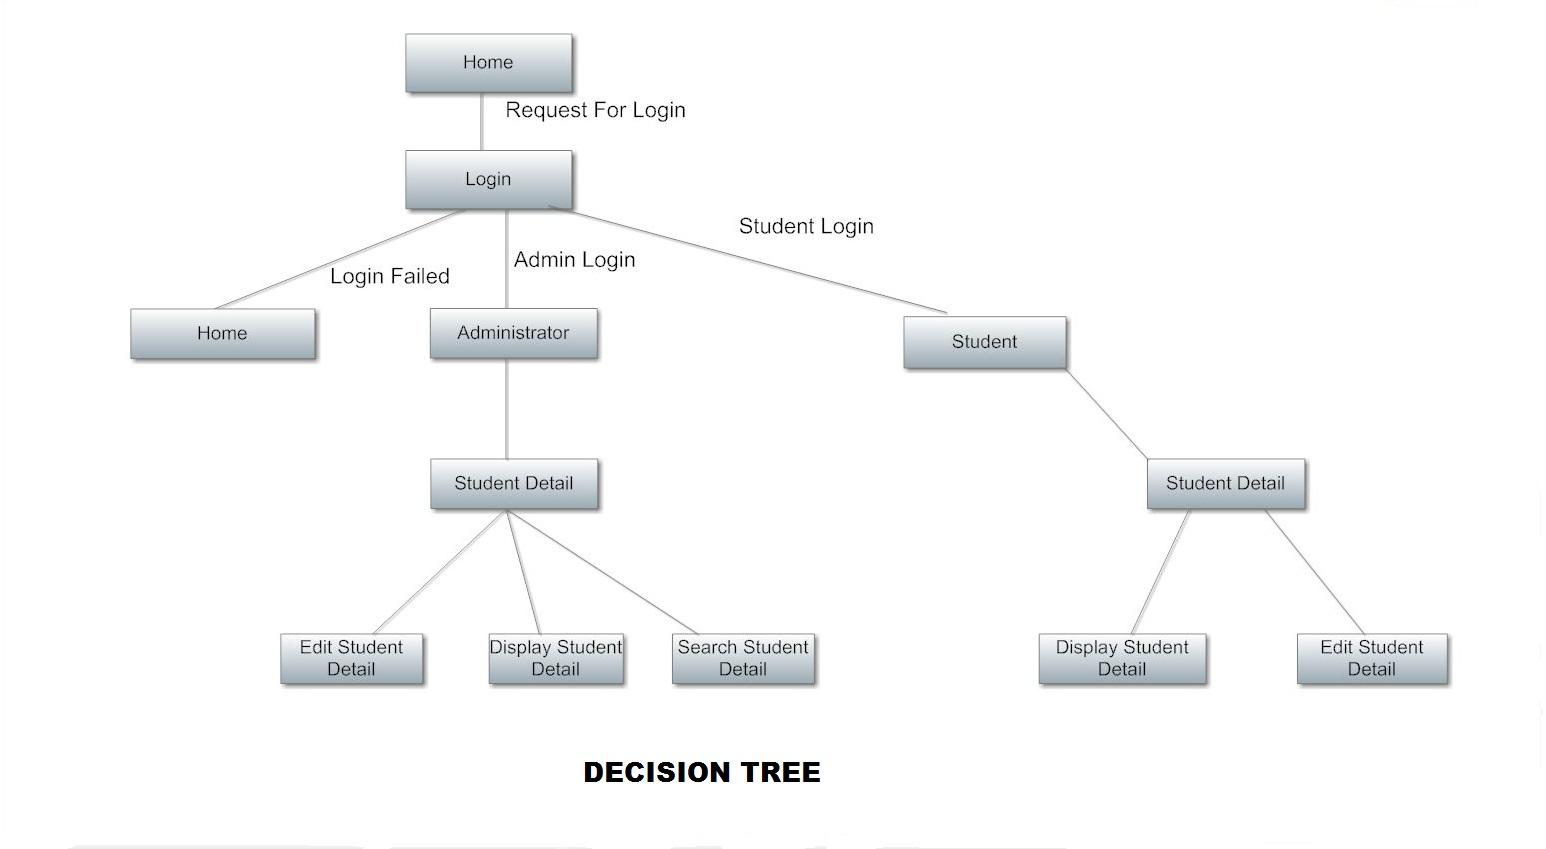 Home
Request For Login
Login
Student Login
Admin Login
Login Failed
Home
Administrator
Student
Student Detail
Student Detail
Edit Student
Detail
Display Student
Detail
Search Student
Detail
Display Student
Detail
Edit Student
Detail
DECISION TREE